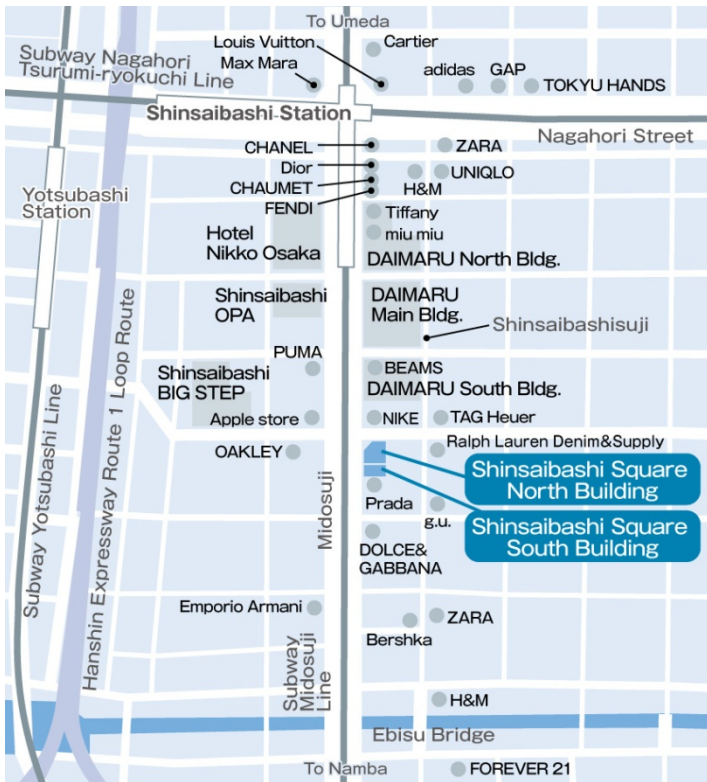 To Umeda
Louis Vuitton
Cartier
Subway Nagahori
Tsurumi-ryokuchi Line
Max Mara
adidas
GAP
TOKYU HANDS
Shinsaibashi Station
Nagahori Street
CHANEL
ZARA
Dior
UNIQLO
CHAUMET
H&M
Yotsubashi
Station
FENDI
Tiffany
Hotel
Nikko Osaka
miu miu
DAIMARU North Bldg.
Shinsaibashi
OPA
DAIMARU
Main Bldg.
Shinsaibashisuji
PUMA
Shinsaibashi
BIG STEP
BEAMS
DAIMARU South Bldg.
Apple store
NIKE
TAG Heuer
OAKLEY
Ralph Lauren Denim&Supply
Shinsaibashi Square
North Building
Prada
g.u.
Shinsaibashi Square
South Building
DOLCE&
GABBANA
Midosuji
Hanshin Expressway Route 1 Loop Route
Subway Yotsubashi Line
Emporio Armani
ZARA
Bershka
Subway
Midosuji
Line
H&M
Ebisu Bridge
To Namba
FOREVER 21